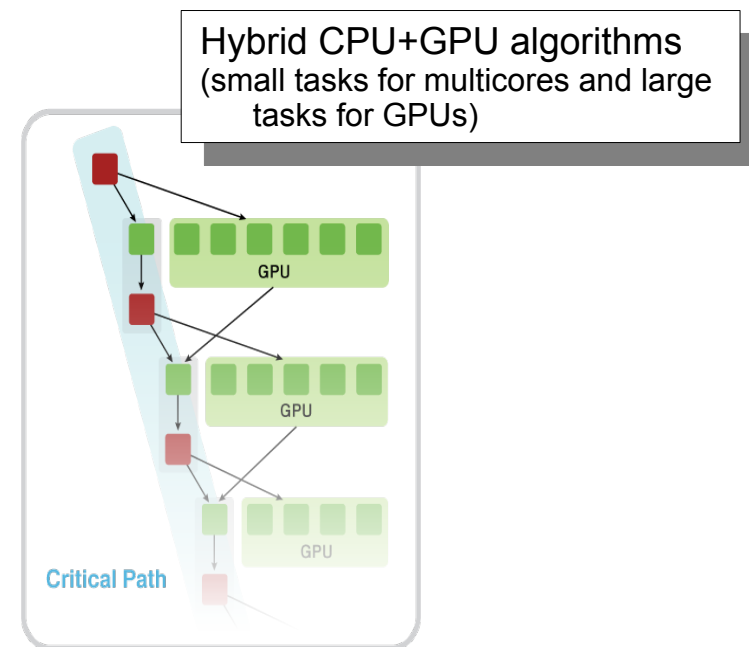 Hybrid CPU+GPU algorithms
(small tasks for multicores and large
tasks for GPUs)
GPU
GPU
GPU
Critical Path